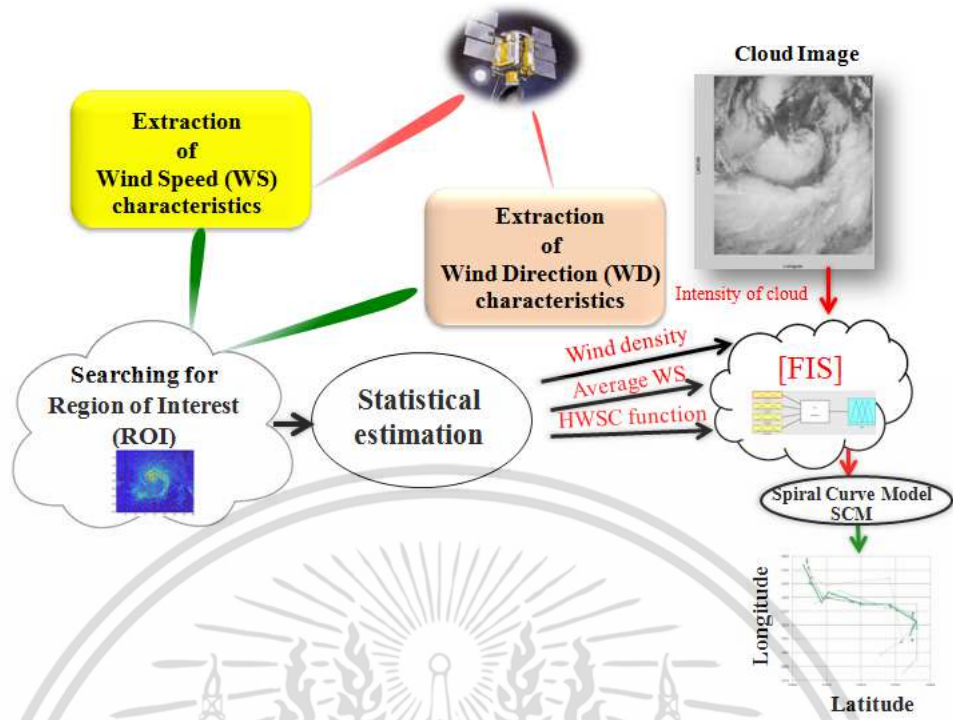 Cloud Image
Extraction
of
Wind Speed (WS)
characteristics
Extraction
of
Wind Direction (WD)
characteristics
Intensity of cloud
Searching for
Region of Interest
(ROI)
Statistical
estimation
Wind density
Average WS
HWSC function
[FIS]
Spiral Curve Model
SCM
Longitude
Latitude